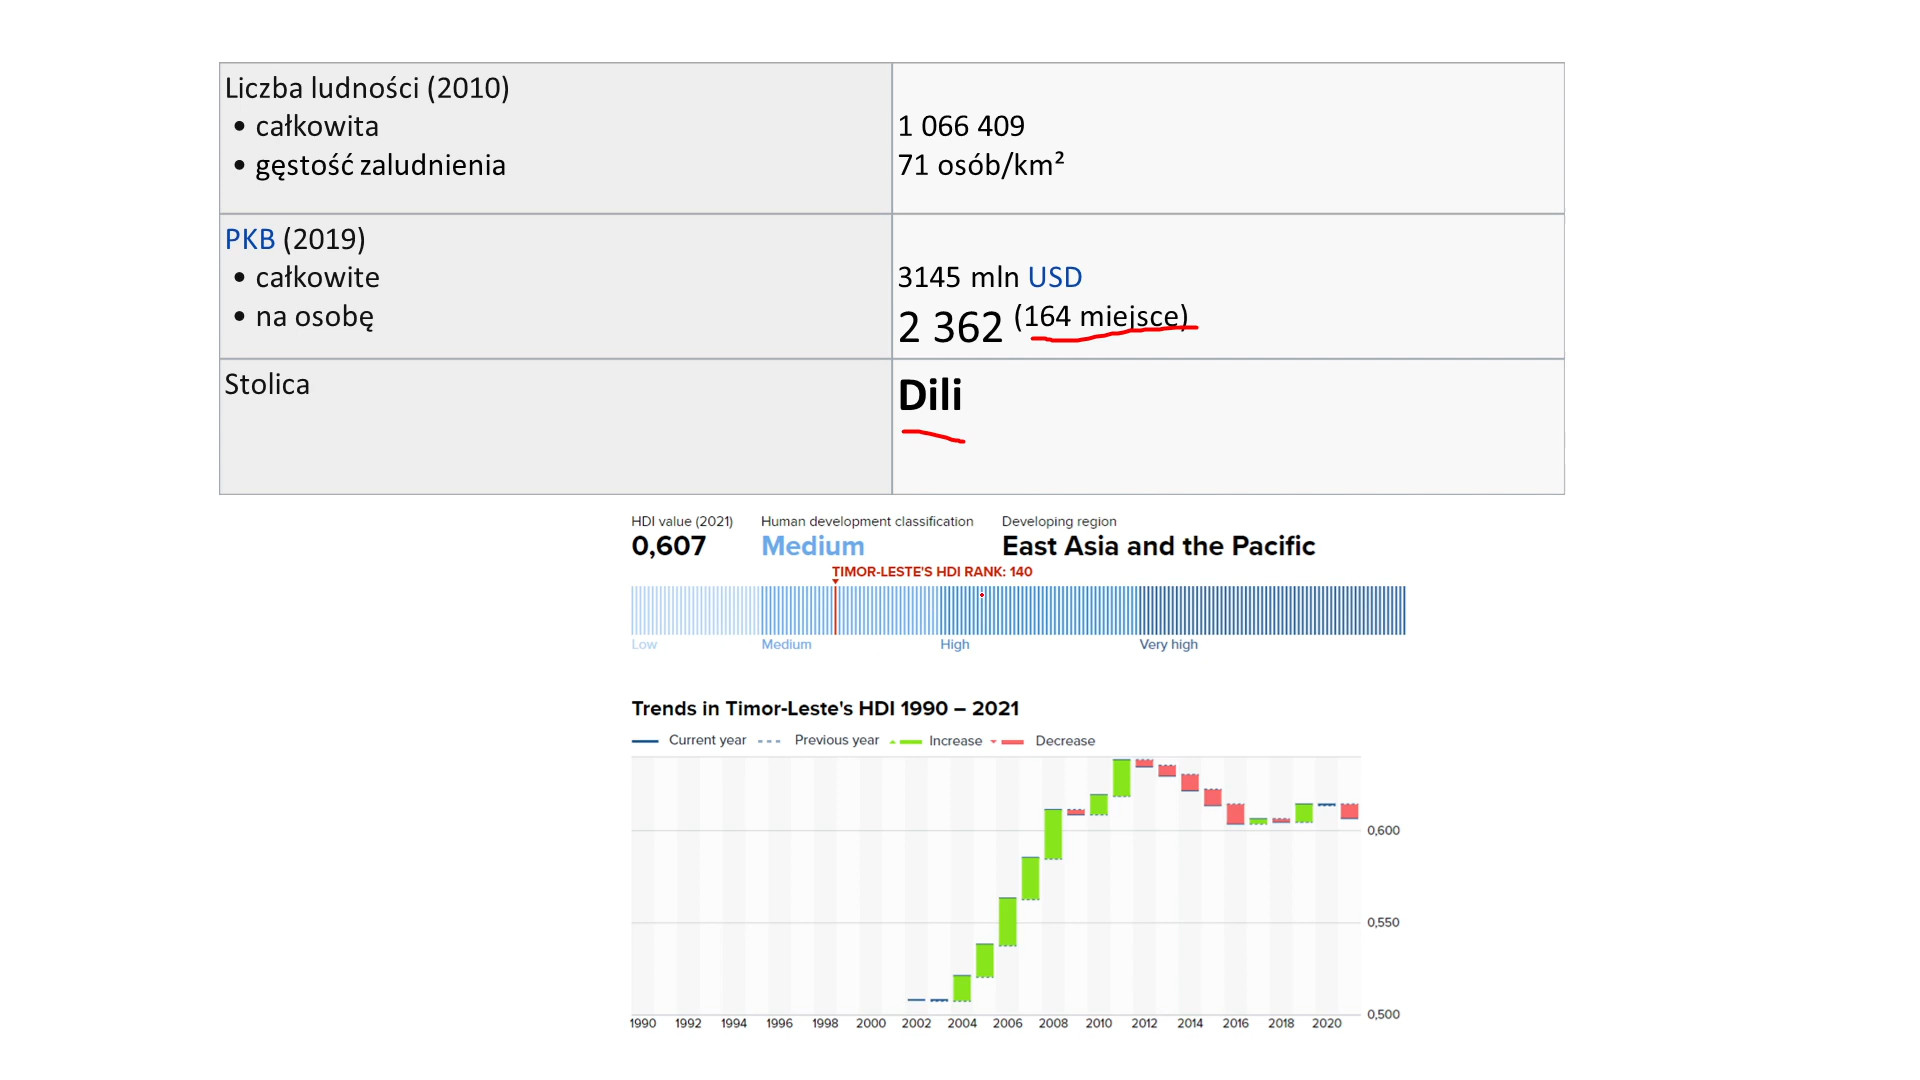 Liczba ludności (2010)
• całkowita
1 066 409
• gęstość zaludnienia
71 osób/km²
PKB (2019)
• całkowite
3145 mln USD
• na osobę
2 362 (164 miejsce)
Stolica
Dili
HDI value (2021)
0,607
Human development classification
Medium
Developing region
East Asia and the Pacific
TIMOR-LESTE'S HDI RANK: 140
Low
Medium
High
Very high
Trends in Timor-Leste's HDI 1990 – 2021
Current year
Previous year
Increase
Decrease
0,600
0,550
0,500
1990 1992 1994 1996 1998 2000 2002 2004 2006 2008 2010 2012 2014 2016 2018 2020